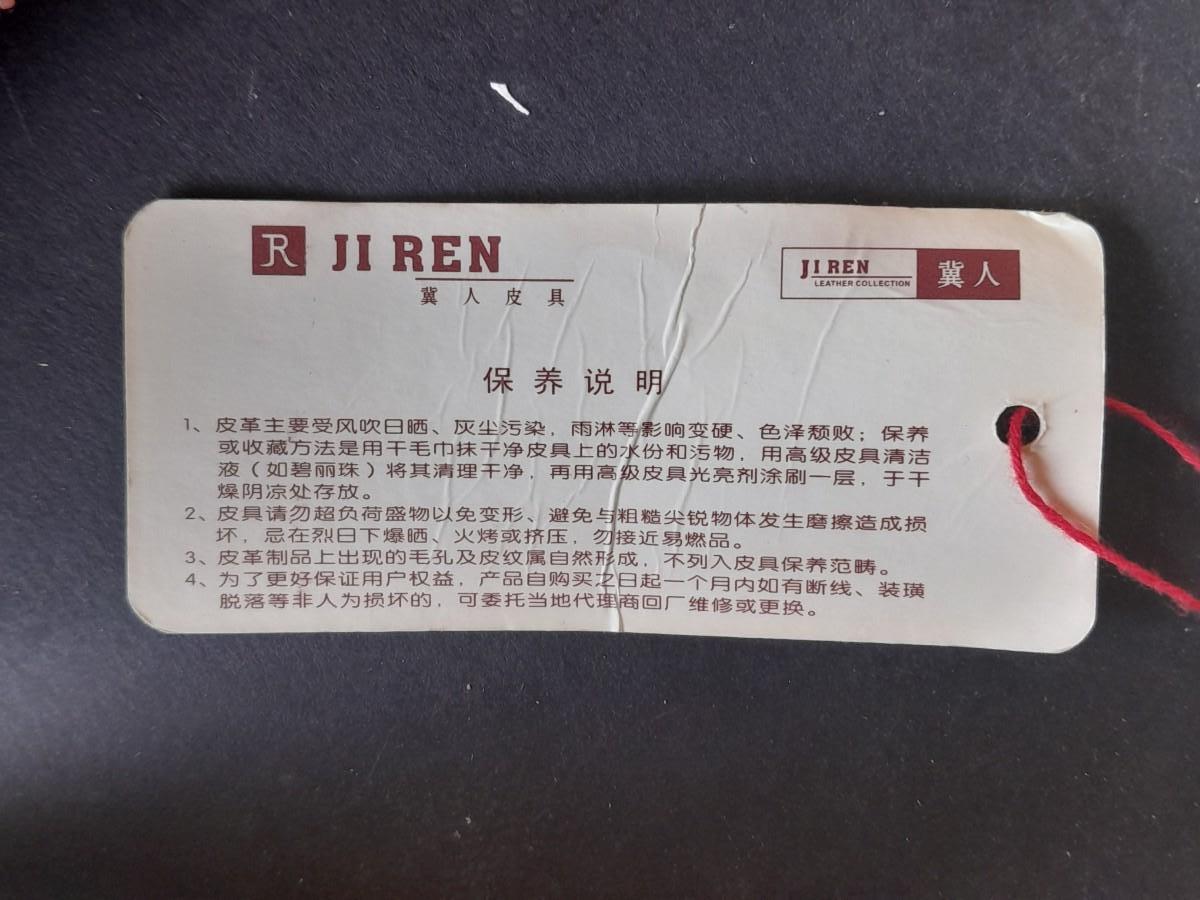 R JI REN
冀人皮具
JI REN
LEATHER COLLECTION
冀人
保养说明
1、皮革主要受风吹日晒、灰尘污染，雨淋等影响变硬、色泽颓败；保养
或收藏方法是用干毛巾抹干净皮具上的水份和污物，用高级皮具清洁
液（如碧丽珠）将其清理干净，再用高级皮具光亮剂涂刷一层，于干
燥阴凉处存放。
2、皮具请勿超负荷盛物以免变形、避免与粗糙尖锐物体发生磨擦造成损
坏，忌在烈日下爆晒、火烤或挤压，勿接近易燃品。
3、皮革制品上出现的毛孔及皮纹属自然形成，不列入皮具保养范畴。
4、为了更好保证用户权益，产品自购买之日起一个月内如有断线、装璜
脱落等非人为损坏的，可委托当地代理商回厂维修或更换。